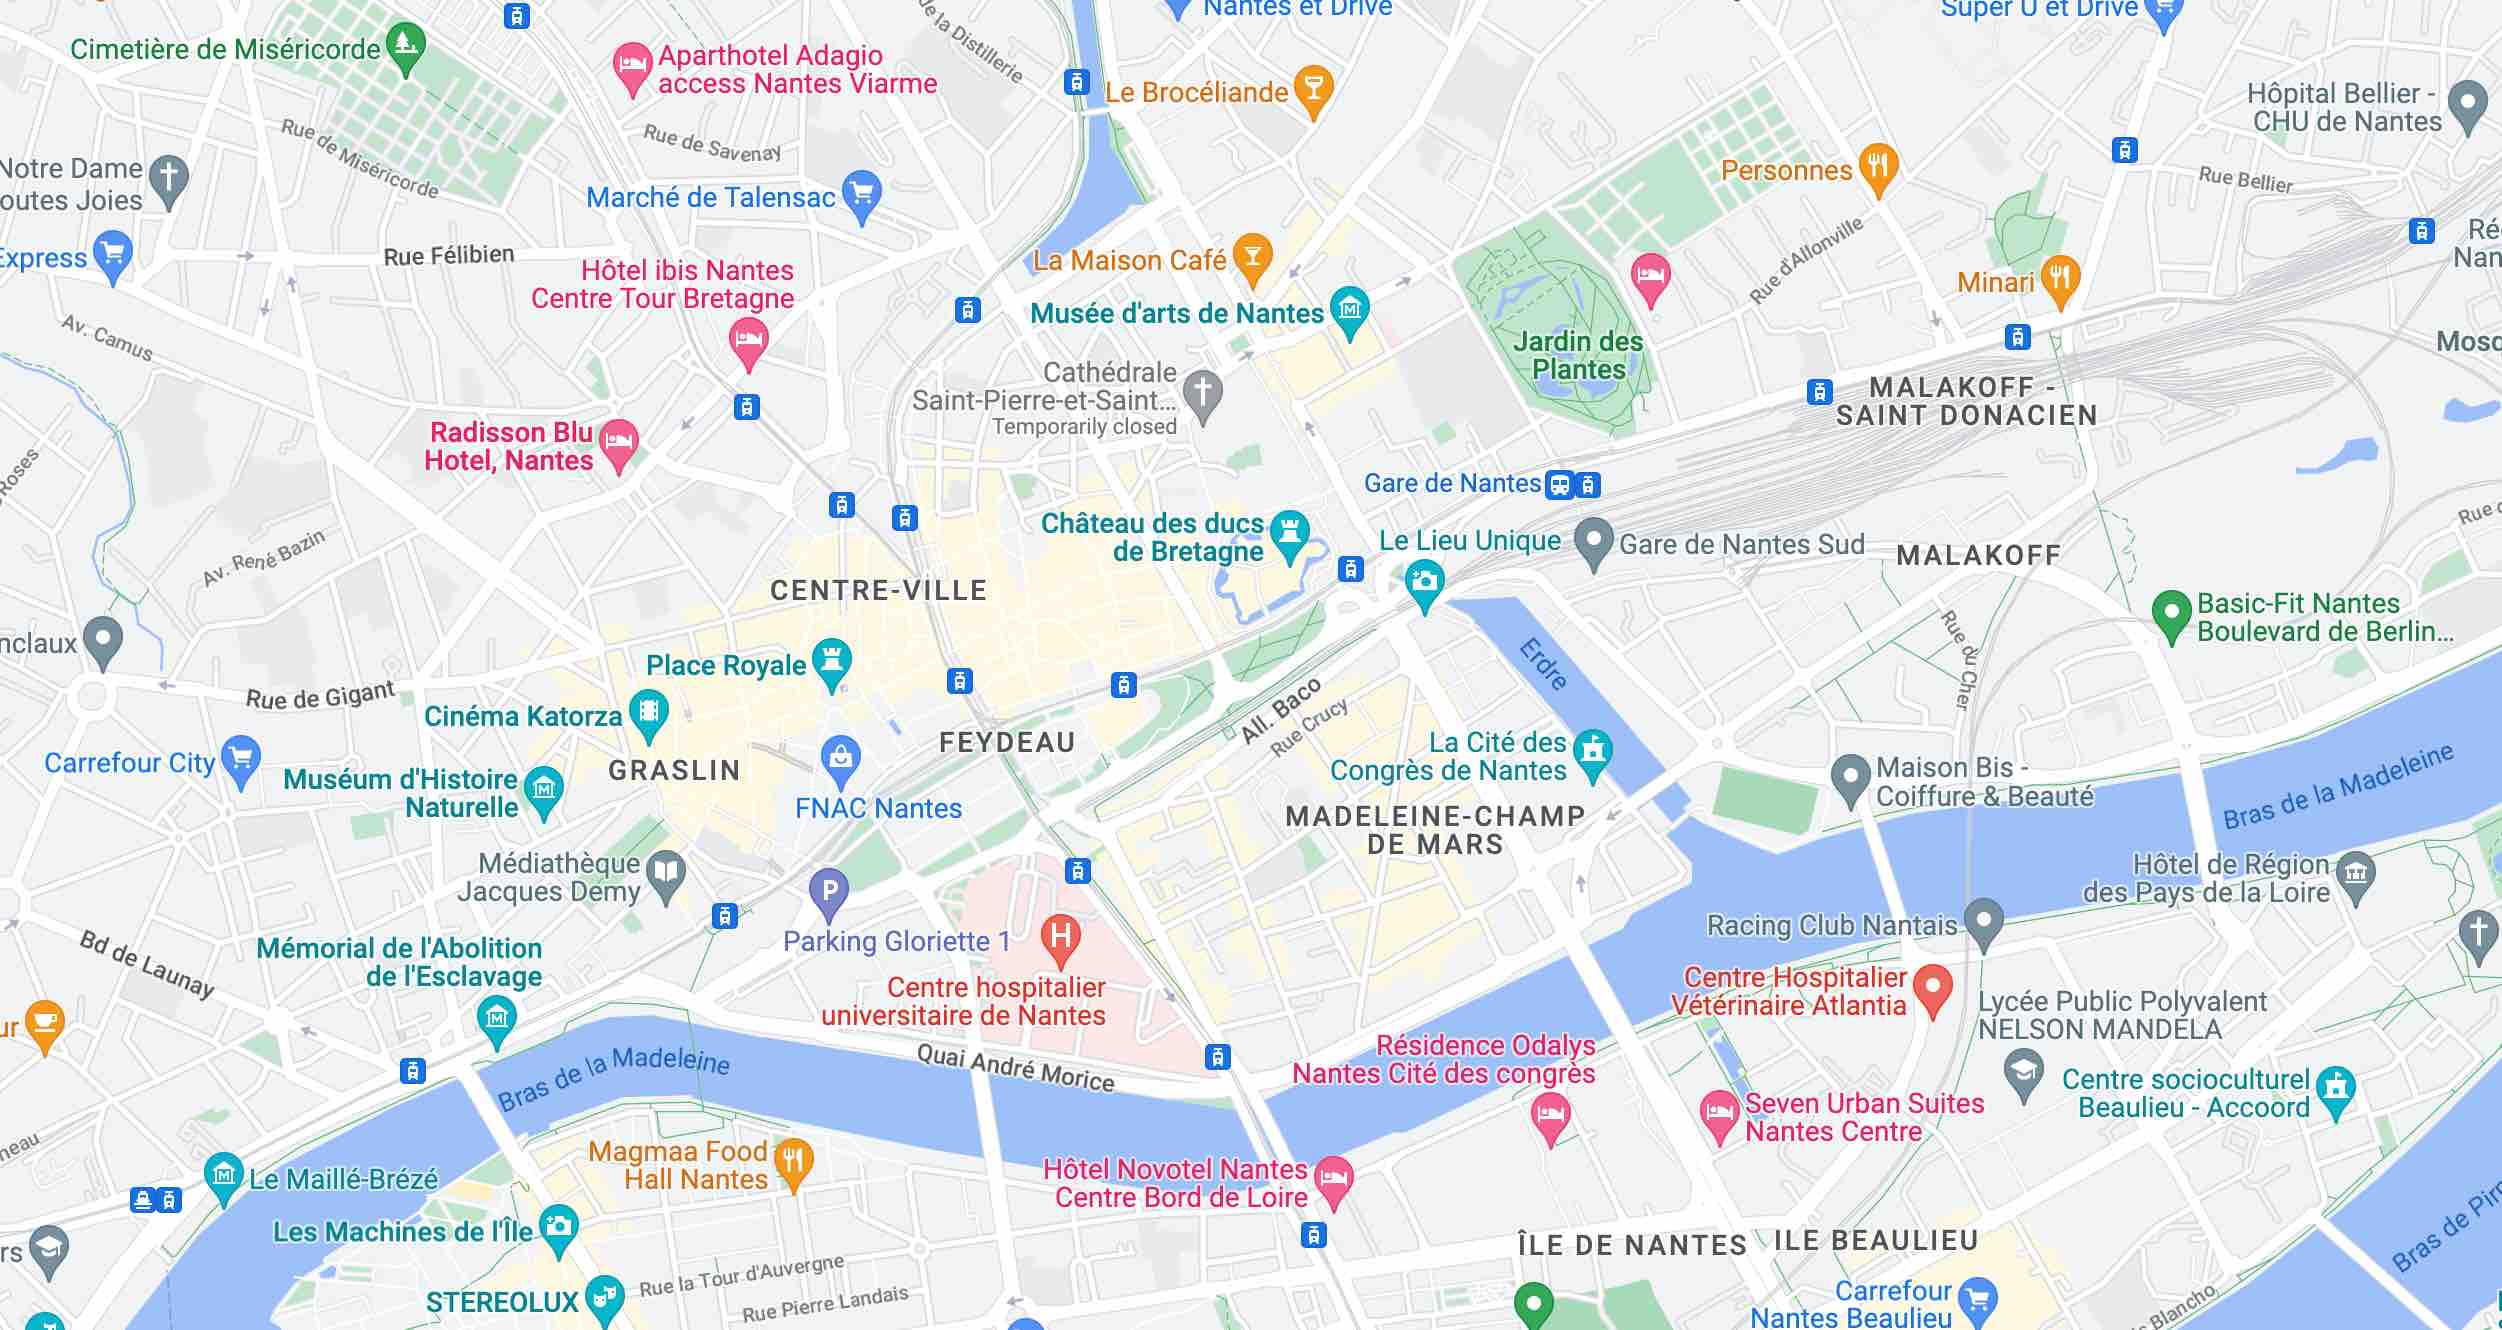 Nantes et Drive
Super U et Drive
Cimetière de Miséricorde
Aparthotel Adagio
access Nantes Viarme
de la Distillerie
Le Brocéliande
Hôpital Bellier -
CHU de Nantes
Rue de Miséricorde
Rue de Savenay
Notre Dame
outes Joies
Marché de Talensac
Personnes
Rue Bellier
Express
Rue Félibien
La Maison Café
Rue d'Allonville
Minari
Ré
Nan
Hôtel ibis Nantes
Centre Tour Bretagne
Musée d'arts de Nantes
Jardin des
Plantes
Mosq
Av. Camus
Cathédrale
Saint-Pierre-et-Saint...
Temporarily closed
MALAKOFF -
SAINT DONACIEN
Radisson Blu
Hotel, Nantes
Roses
Gare de Nantes
Château des ducs
de Bretagne
Le Lieu Unique
Gare de Nantes Sud
MALAKOFF
Rue
Av. René Bazin
CENTRE-VILLE
Basic-Fit Nantes
Boulevard de Berlin...
nclaux
Rue du Cher
Erdre
Place Royale
Rue de Gigant
All. Baco
Rue Crucy
Cinéma Katorza
FEYDEAU
La Cité des
Congrès de Nantes
Carrefour City
GRASLIN
Muséum d'Histoire
Naturelle
FNAC Nantes
Maison Bis -
Coiffure & Beauté
Bras de la Madeleine
MADELEINE-CHAMP
DE MARS
Médiathèque
Jacques Demy
P
Hôtel de Région
des Pays de la Loire
Racing Club Nantais
Parking Gloriette 1
H
Bd de Launay
Mémorial de l'Abolition
de l'Esclavage
Centre hospitalier
universitaire de Nantes
Centre Hospitalier
Vétérinaire Atlantia
Lycée Public Polyvalent
NELSON MANDELA
ur
Bras de la Madeleine
Quai André Morice
Résidence Odalys
Nantes Cité des congrès
Centre socioculturel
Beaulieu - Accoord
Seven Urban Suites
Nantes Centre
neau
Le Maillé-Brézé
Magmaa Food
Hall Nantes
Hôtel Novotel Nantes
Centre Bord de Loire
Les Machines de l'Île
rs
ÎLE DE NANTES
ILE BEAULIEU
Bras de Pirm
Rue la Tour d'Auvergne
STEREOLUX
Rue Pierre Landais
Carrefour
Nantes Beaulieu
Blancho